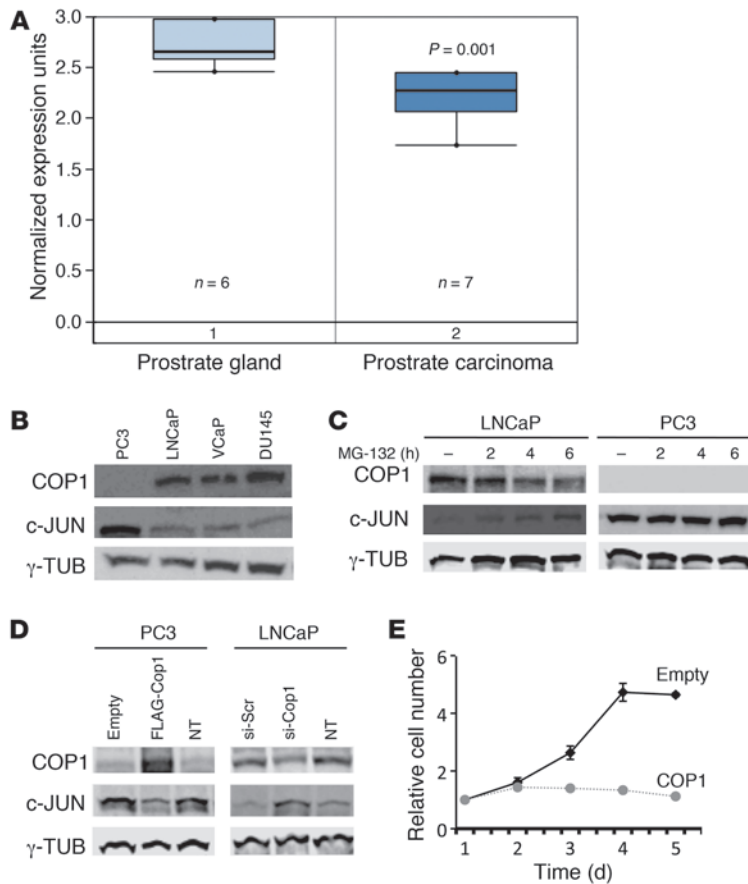 A
Normalized expression units
3.0
2.5
2.0
1.5
1.0
0.5
0.0
P = 0.001
n = 6
n = 7
1
2
Prostrate gland
Prostrate carcinoma
B
PC3
LNCaP
VCaP
DU145
COP1
c-JUN
γ-TUB
C
LNCaP
PC3
MG-132 (h)
– 2 4 6
– 2 4 6
COP1
c-JUN
γ-TUB
D
PC3
LNCaP
Empty
FLAG-Cop1
NT
si-Scr
si-Cop1
NT
COP1
c-JUN
γ-TUB
E
Relative cell number
6
4
2
0
Empty
COP1
1 2 3 4 5
Time (d)